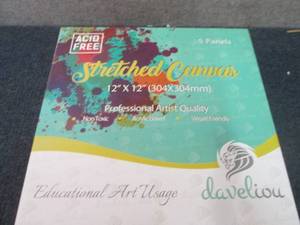 ACID
FREE
5 Panels
Stretched Canvas
12" X 12" (304X304mm)
Professional Artist Quality
Non Toxic
Educational Art Usage
daveliou